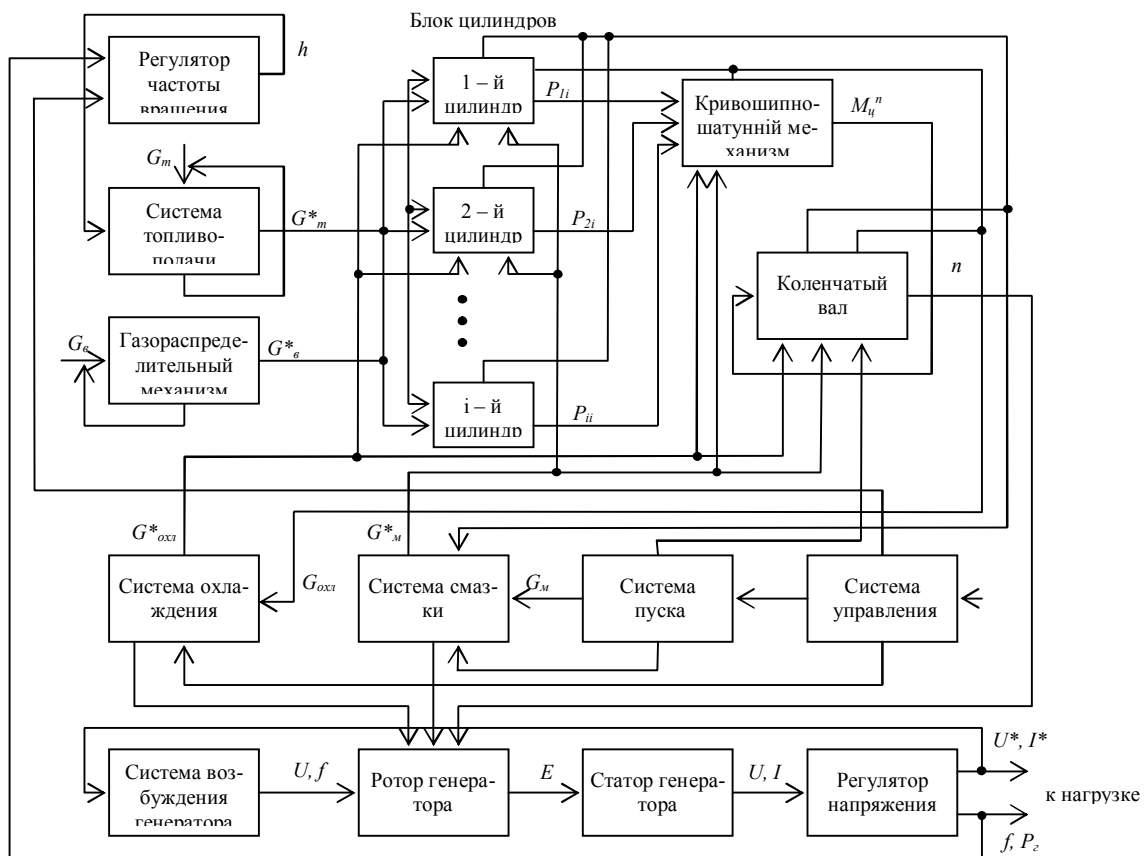 Блок цилиндров
Регулятор
частоты
вращения
h
1 – й
цилиндр
P1i
Кривошипно-
шатунній ме-
ханизм
Mцⁿ
Gт
Система
топливо-
подачи
G*т
2 – й
цилиндр
P2i
Коленчатый
вал
n
Gв
Газораспреде-
лительный
механизм
G*в
i – й
цилиндр
Pii
G*охл
G*м
Система охла-
ждения
Gохл
Система смаз-
ки
Gм
Система
пуска
Система
управления
Система воз-
буждения
генератора
U, f
Ротор генера-
тора
E
Статор генера-
тора
U, I
Регулятор
напряжения
U*, I*
к нагрузке
f, Pг